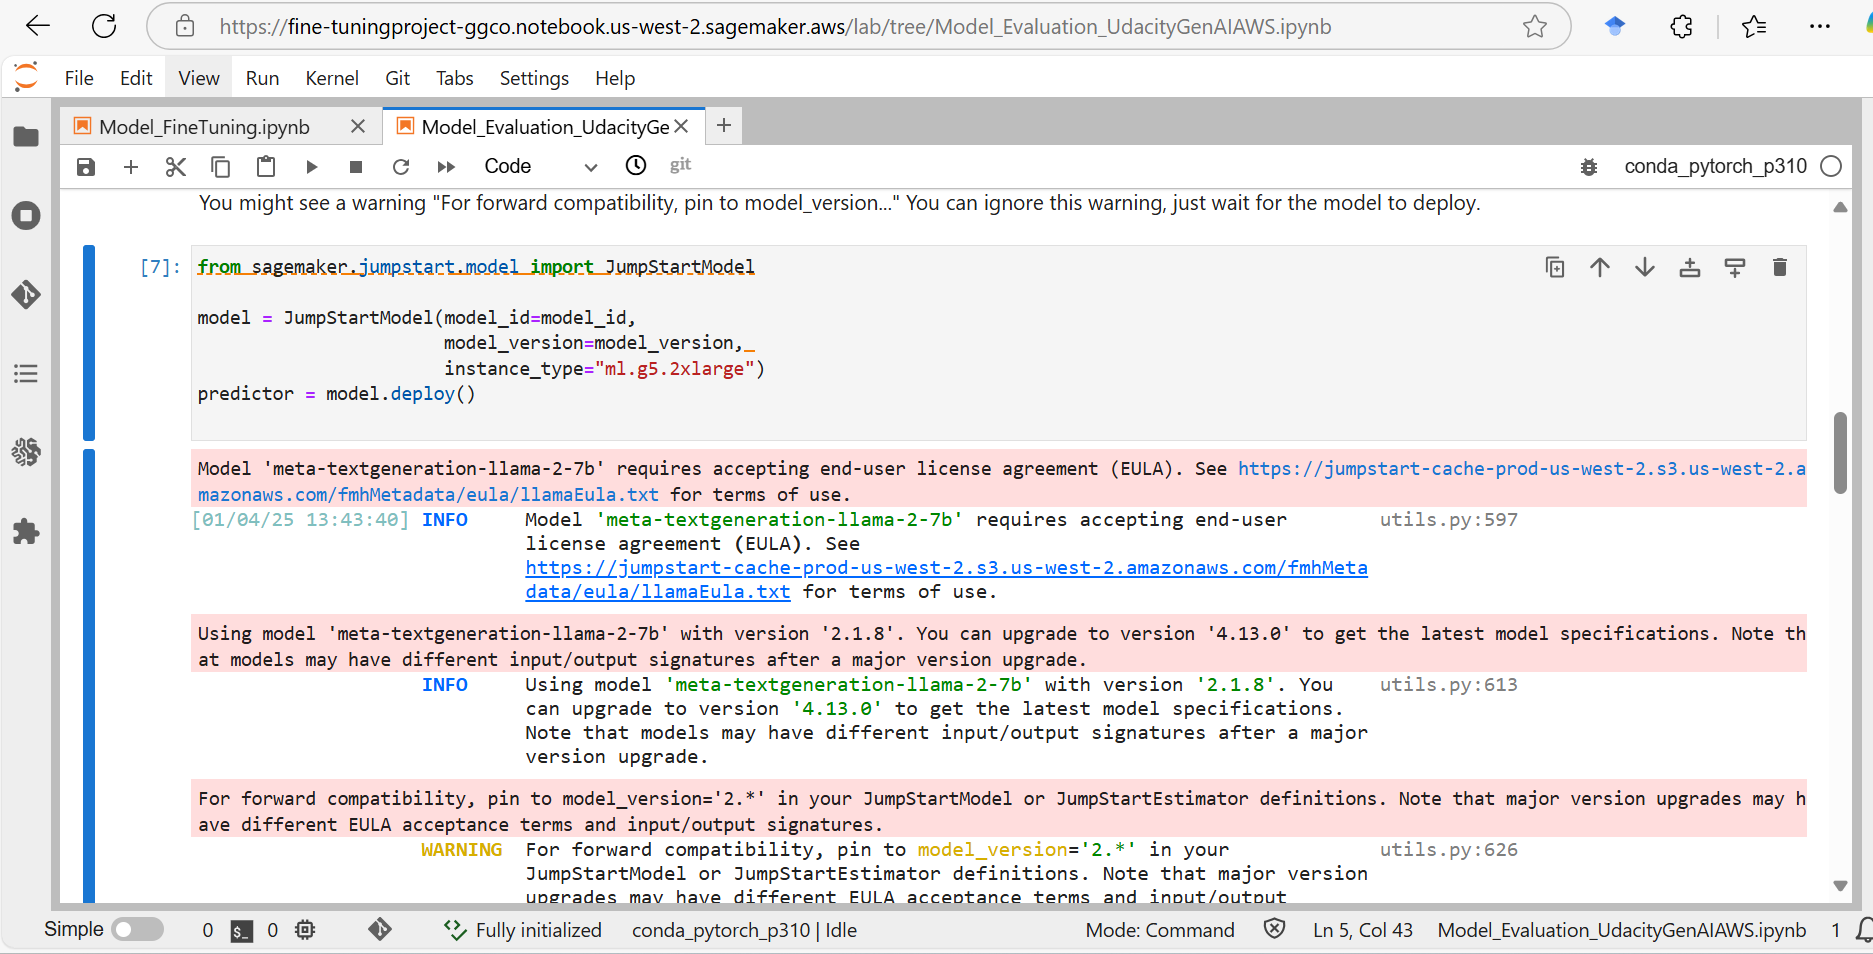 https://fine-tuningproject-ggco.notebook.us-west-2.sagemaker.aws/lab/tree/Model_Evaluation_UdacityGenAIAWS.ipynb
File Edit View Run Kernel Git Tabs Settings Help
Model_FineTuning.ipynb Model_Evaluation_UdacityGe
Code git conda_pytorch_p310
You might see a warning "For forward compatibility, pin to model_version..." You can ignore this warning, just wait for the model to deploy.
[7]: from sagemaker.jumpstart.model import JumpStartModel
model = JumpStartModel(model_id=model_id,
model_version=model_version,
instance_type="ml.g5.2xlarge")
predictor = model.deploy()
Model 'meta-textgeneration-llama-2-7b' requires accepting end-user license agreement (EULA). See https://jumpstart-cache-prod-us-west-2.s3.us-west-2.a
mazonaws.com/fmhMetadata/eula/llamaEula.txt for terms of use.
[01/04/25 13:43:40] INFO Model 'meta-textgeneration-llama-2-7b' requires accepting end-user utils.py:597
license agreement (EULA). See
https://jumpstart-cache-prod-us-west-2.s3.us-west-2.amazonaws.com/fmhMeta
data/eula/llamaEula.txt for terms of use.
Using model 'meta-textgeneration-llama-2-7b' with version '2.1.8'. You can upgrade to version '4.13.0' to get the latest model specifications. Note th
at models may have different input/output signatures after a major version upgrade.
INFO Using model 'meta-textgeneration-llama-2-7b' with version '2.1.8'. You utils.py:613
can upgrade to version '4.13.0' to get the latest model specifications.
Note that models may have different input/output signatures after a major
version upgrade.
For forward compatibility, pin to model_version='2.*' in your JumpStartModel or JumpStartEstimator definitions. Note that major version upgrades may h
ave different EULA acceptance terms and input/output signatures.
WARNING For forward compatibility, pin to model_version='2.*' in your utils.py:626
JumpStartModel or JumpStartEstimator definitions. Note that major version
upgrades may have different EULA acceptance terms and input/output
Simple 0 $_ 0 Fully initialized conda_pytorch_p310 | Idle Mode: Command Ln 5, Col 43 Model_Evaluation_UdacityGenAIAWS.ipynb 1